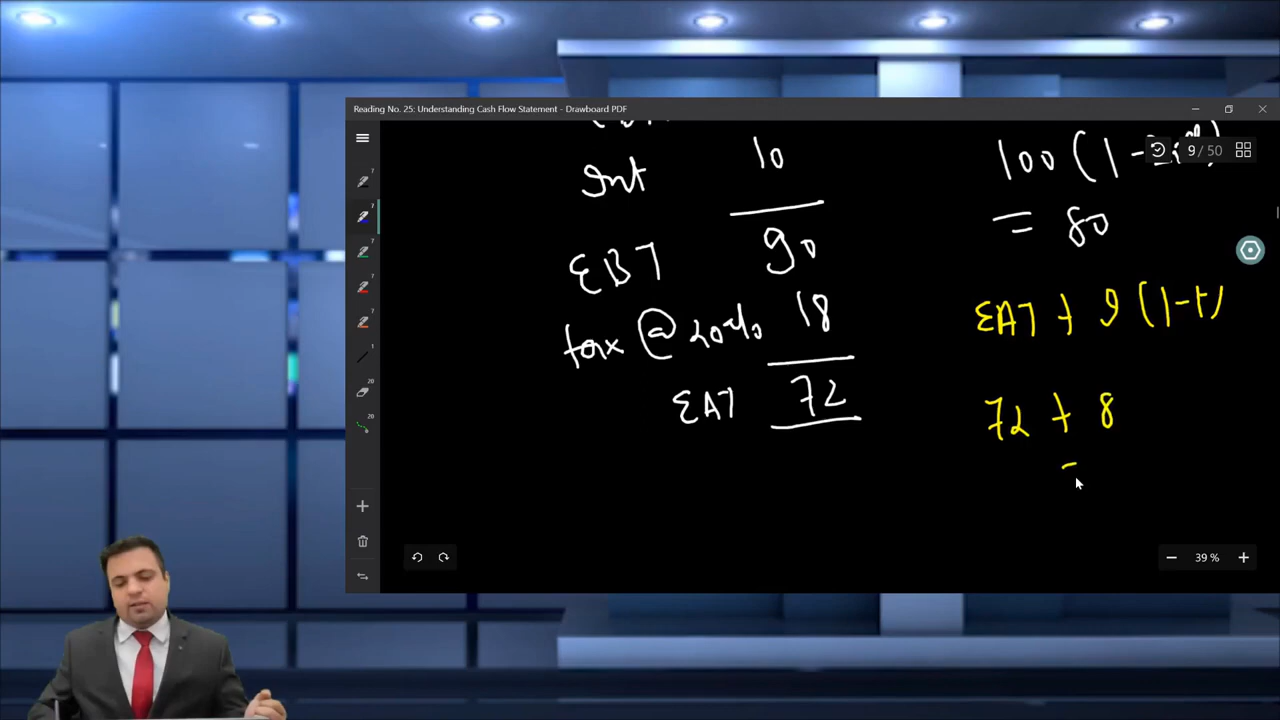 Reading No. 25: Understanding Cash Flow Statement - Drawboard PDF
9 / 50
Int 10
EBT 90
tax @ 20% 18
EAT 72
100 (1 - 20%)
= 80
EAT + I (1-t)
72 + 8
39 %